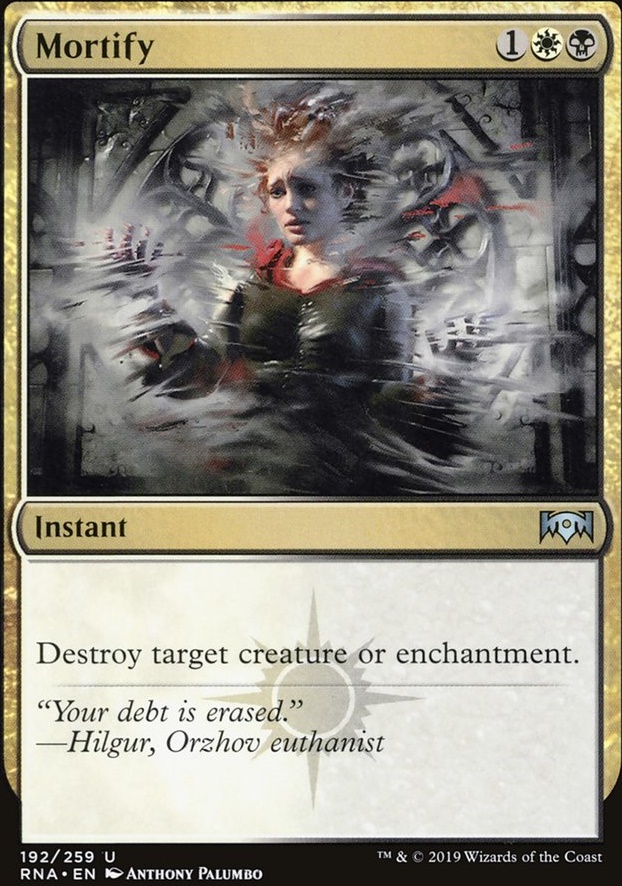 Mortify 1
Instant
Destroy target creature or enchantment.
“Your debt is erased.”
—Hilgur, Orzhov euthanist
192/259 U
RNA • EN Anthony Palumbo
™ & © 2019 Wizards of the Coast